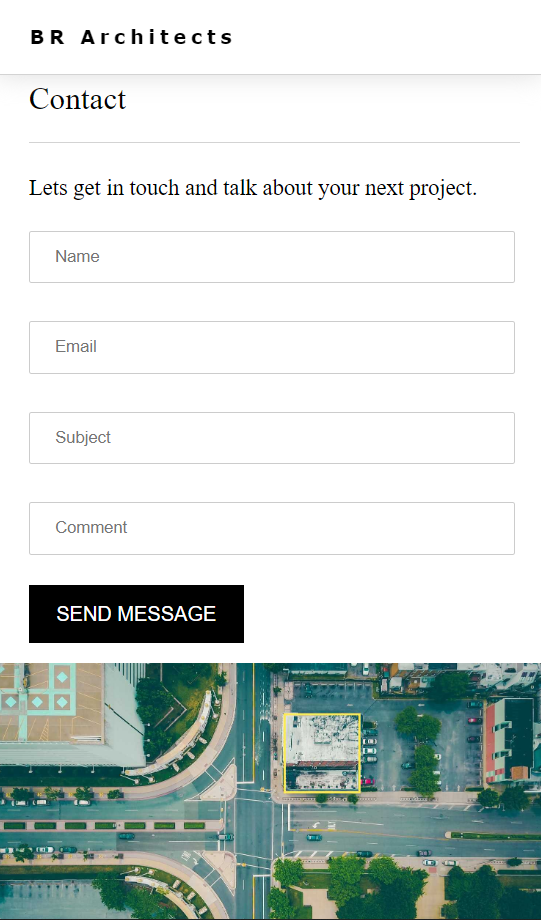 BR Architects
Contact
Lets get in touch and talk about your next project.
Name
Email
Subject
Comment
SEND MESSAGE